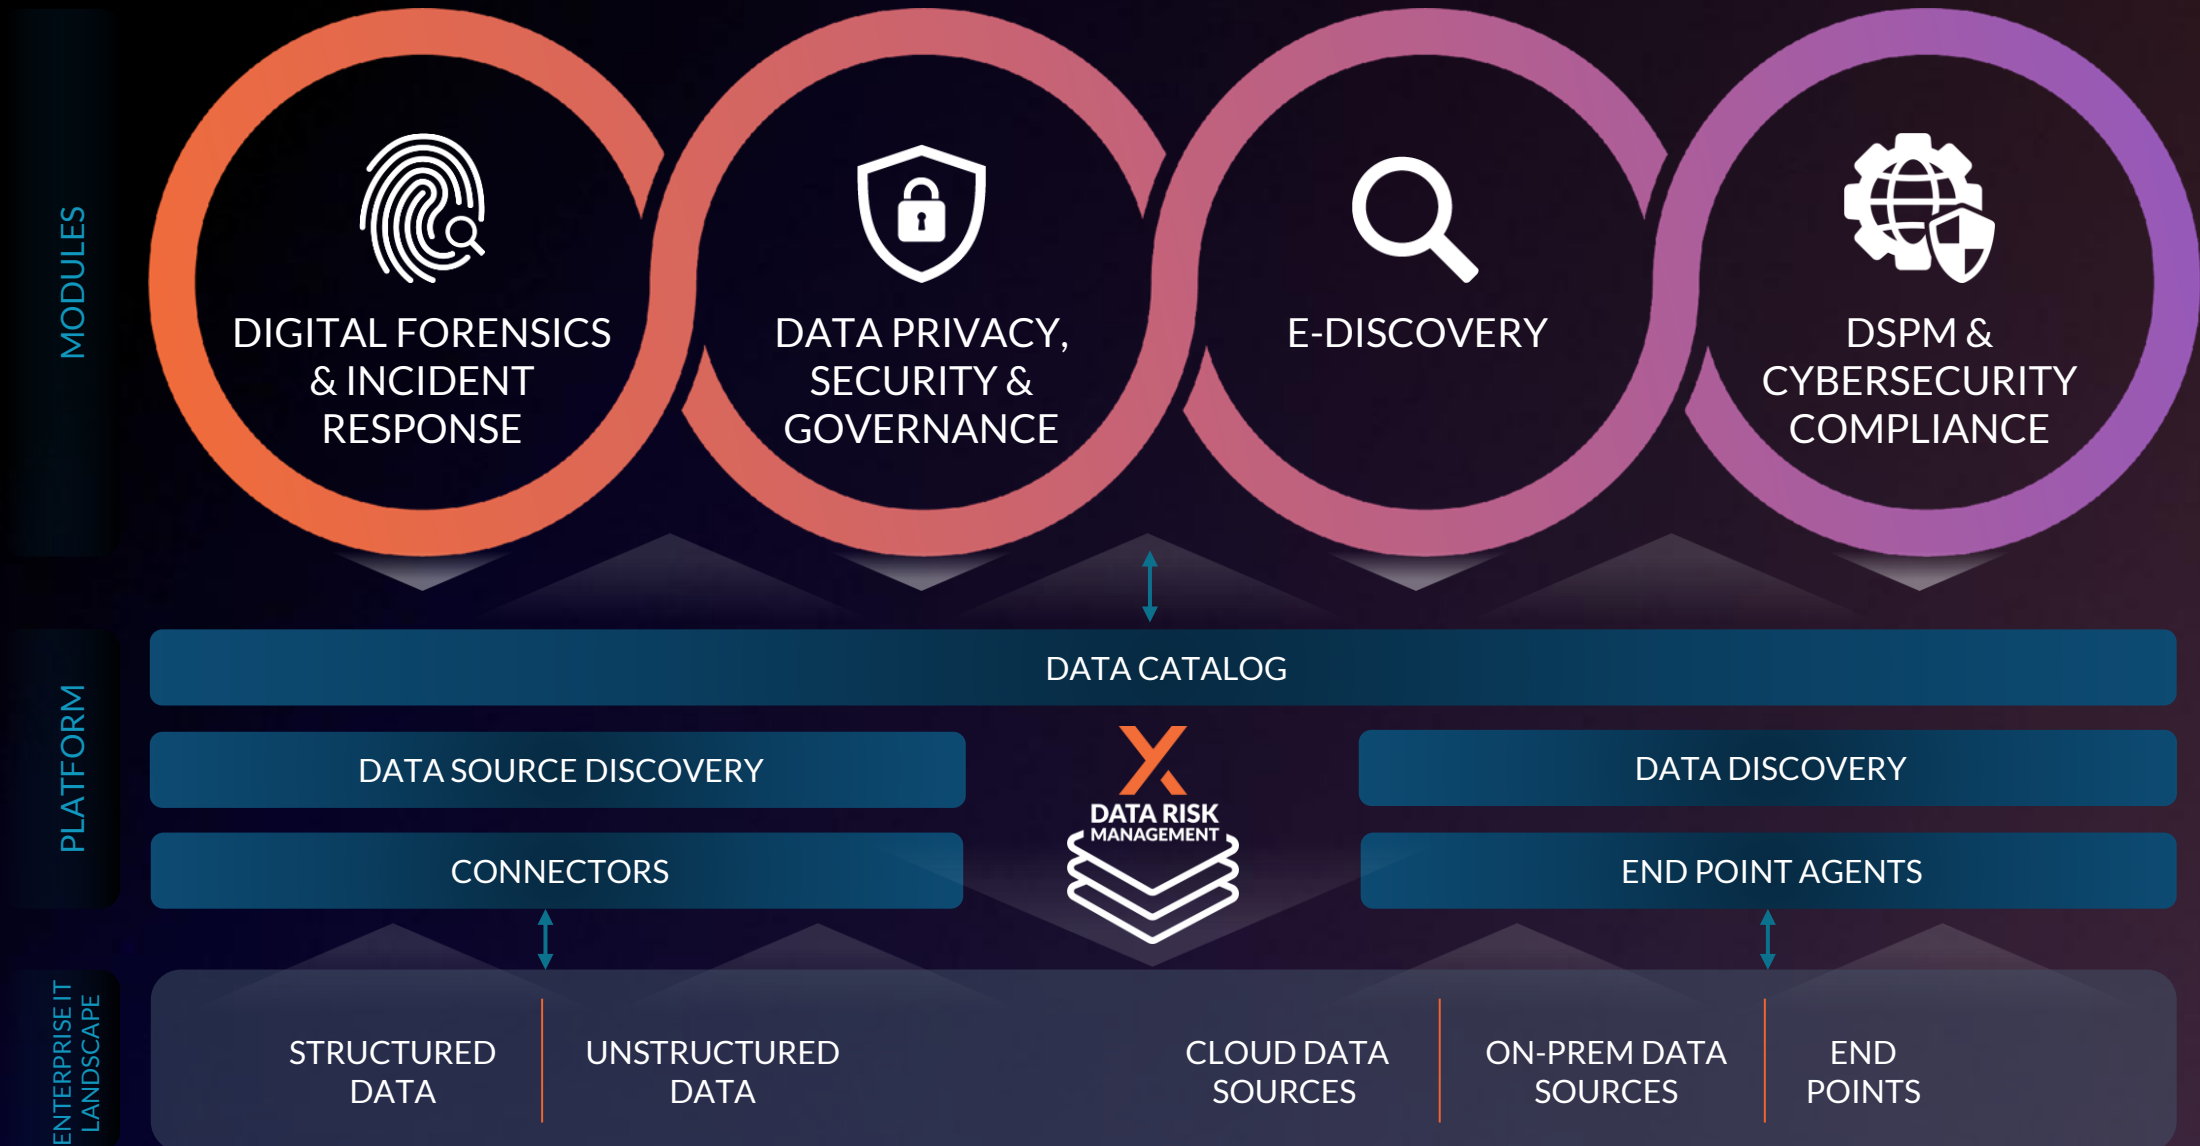 MODULES
DIGITAL FORENSICS
& INCIDENT
RESPONSE
DATA PRIVACY,
SECURITY &
GOVERNANCE
E-DISCOVERY
DSPM &
CYBERSECURITY
COMPLIANCE
PLATFORM
DATA CATALOG
DATA SOURCE DISCOVERY
DATA RISK
MANAGEMENT
DATA DISCOVERY
CONNECTORS
END POINT AGENTS
ENTERPRISE IT
LANDSCAPE
STRUCTURED
DATA
UNSTRUCTURED
DATA
CLOUD DATA
SOURCES
ON-PREM DATA
SOURCES
END
POINTS